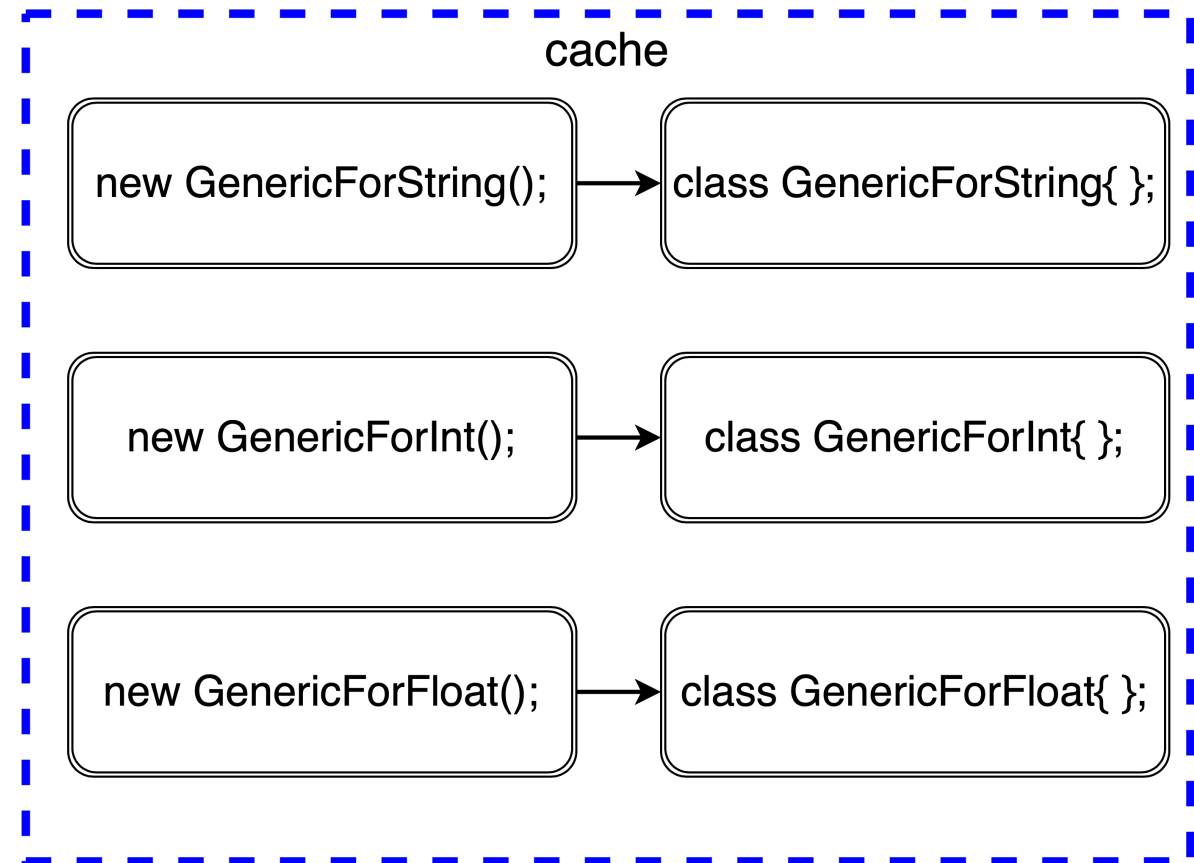 cache
new GenericForString();
class GenericForString{ };
new GenericForInt();
class GenericForInt{ };
new GenericForFloat();
class GenericForFloat{ };